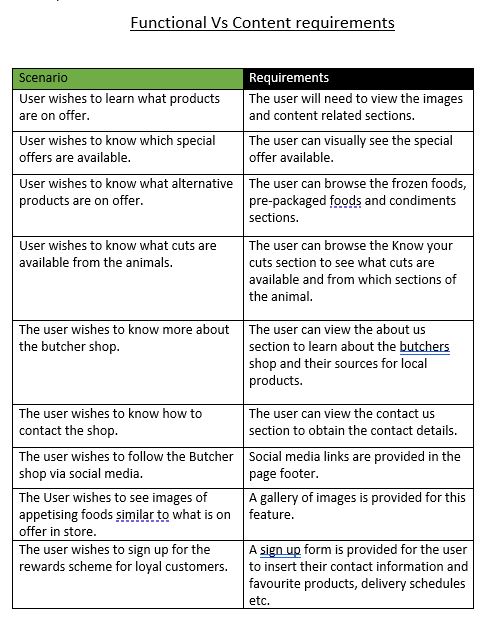 Functional Vs Content requirements
Scenario
Requirements
User wishes to learn what products
are on offer.
The user will need to view the images
and content related sections.
User wishes to know which special
offers are available.
The user can visually see the special
offer available.
User wishes to know what alternative
products are on offer.
The user can browse the frozen foods,
pre-packaged foods and condiments
sections.
User wishes to know what cuts are
available from the animals.
The user can browse the Know your
cuts section to see what cuts are
available and from which sections of
the animal.
The user wishes to know more about
the butcher shop.
The user can view the about us
section to learn about the butchers
shop and their sources for local
products.
The user wishes to know how to
contact the shop.
The user can view the contact us
section to obtain the contact details.
The user wishes to follow the Butcher
shop via social media.
Social media links are provided in the
page footer.
The User wishes to see images of
appetising foods similar to what is on
offer in store.
A gallery of images is provided for this
feature.
The user wishes to sign up for the
rewards scheme for loyal customers.
A sign up form is provided for the user
to insert their contact information and
favourite products, delivery schedules
etc.